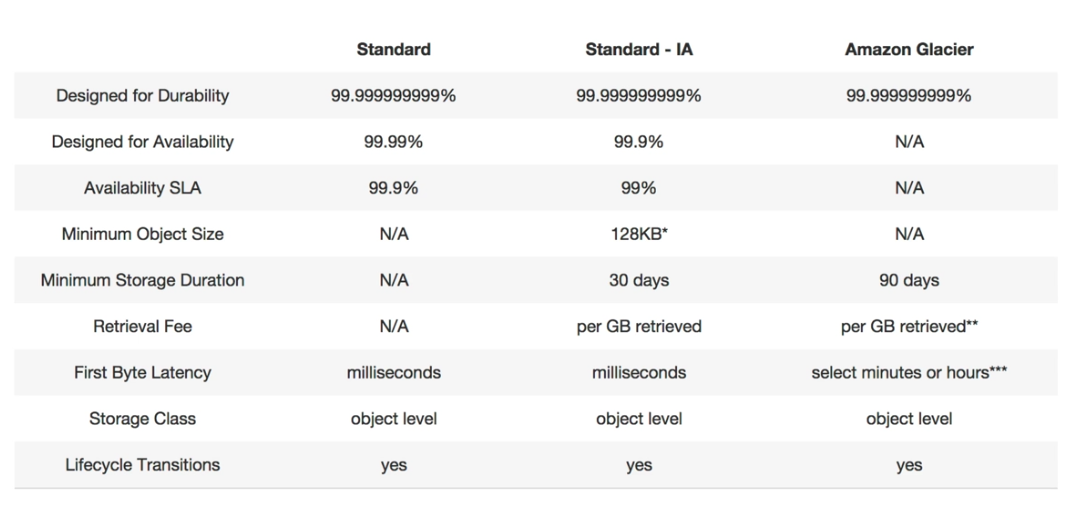 Standard Standard - IA Amazon Glacier
Designed for Durability 99.999999999% 99.999999999% 99.999999999%
Designed for Availability 99.99% 99.9% N/A
Availability SLA 99.9% 99% N/A
Minimum Object Size N/A 128KB* N/A
Minimum Storage Duration N/A 30 days 90 days
Retrieval Fee N/A per GB retrieved per GB retrieved**
First Byte Latency milliseconds milliseconds select minutes or hours***
Storage Class object level object level object level
Lifecycle Transitions yes yes yes